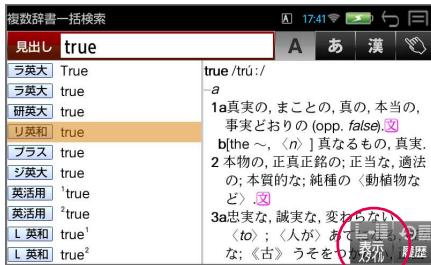 複数辞書一括検索
A 17:41
見出し true
A あ 漢
ラ英大 True
ラ英大 true
研英大 true
リ英和 true
プラス true
ジ英大 true
英活用 ¹true
英活用 ²true
L 英和 true¹
L 英和 true²
true /trúː/
–a
1a真実の, まことの, 真の, 本当の,
事実どおりの (opp. false).文
b[the ～, 〈n〉] 真なるもの, 真実.
2 本物の, 正真正銘の; 正当な, 適法
の; 本質的な; 純種の〈動植物な
ど〉.文
3a忠実な, 誠実な, 変わらない
〈to〉; 〈人が〉あて
な; 《古》 うそをつ
表示
スタイル
履歴